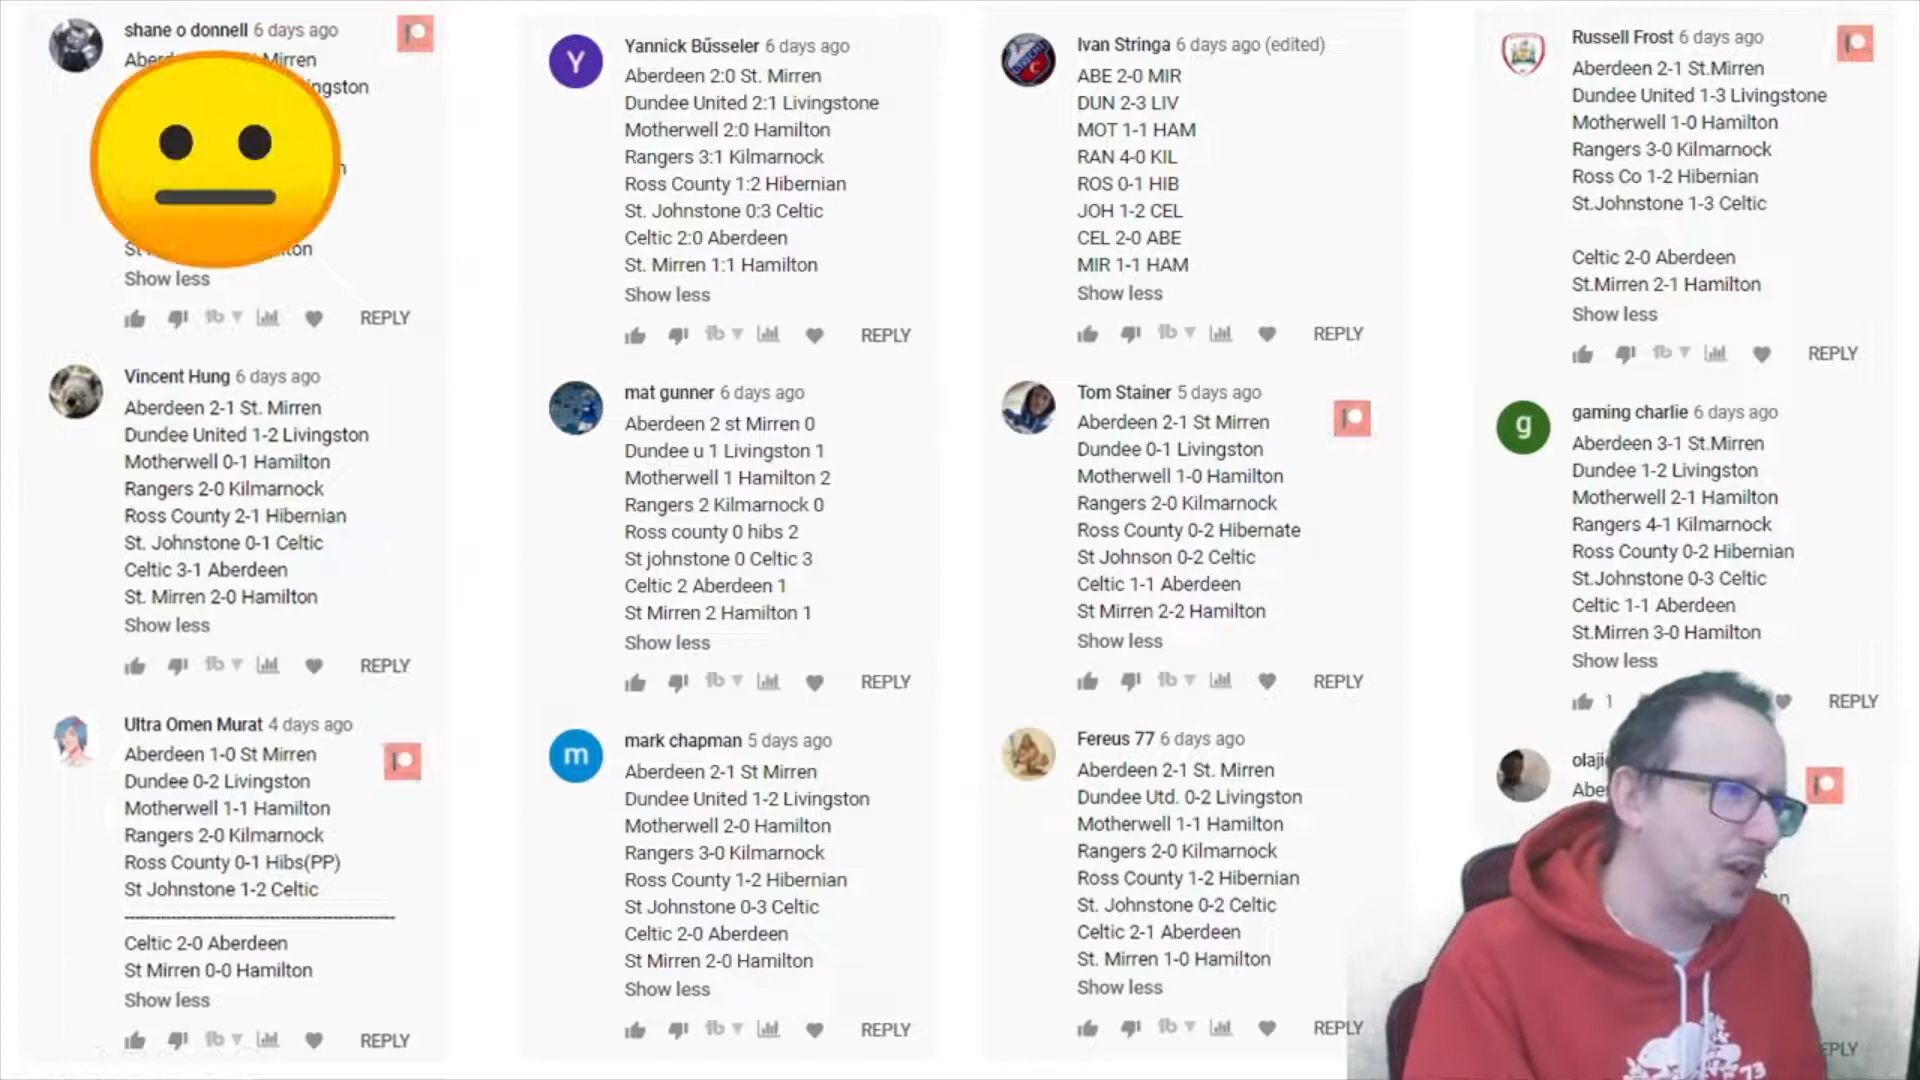 shane o donnell 6 days ago
Mirren
St
Show less
REPLY
Vincent Hung 6 days ago
Aberdeen 2-1 St. Mirren
Dundee United 1-2 Livingston
Motherwell 0-1 Hamilton
Rangers 2-0 Kilmarnock
Ross County 2-1 Hibernian
St. Johnstone 0-1 Celtic
Celtic 3-1 Aberdeen
St. Mirren 2-0 Hamilton
Show less
REPLY
Ultra Omen Murat 4 days ago
Aberdeen 1-0 St Mirren
Dundee 0-2 Livingston
Motherwell 1-1 Hamilton
Rangers 2-0 Kilmarnock
Ross County 0-1 Hibs(PP)
St Johnstone 1-2 Celtic
Celtic 2-0 Aberdeen
St Mirren 0-0 Hamilton
Show less
REPLY
Y
Yannick Bűsseler 6 days ago
Aberdeen 2:0 St. Mirren
Dundee United 2:1 Livingstone
Motherwell 2:0 Hamilton
Rangers 3:1 Kilmarnock
Ross County 1:2 Hibernian
St. Johnstone 0:3 Celtic
Celtic 2:0 Aberdeen
St. Mirren 1:1 Hamilton
Show less
REPLY
mat gunner 6 days ago
Aberdeen 2 st Mirren 0
Dundee u 1 Livingston 1
Motherwell 1 Hamilton 2
Rangers 2 Kilmarnock 0
Ross county 0 hibs 2
St johnstone 0 Celtic 3
Celtic 2 Aberdeen 1
St Mirren 2 Hamilton 1
Show less
REPLY
m
mark chapman 5 days ago
Aberdeen 2-1 St Mirren
Dundee United 1-2 Livingston
Motherwell 2-0 Hamilton
Rangers 3-0 Kilmarnock
Ross County 1-2 Hibernian
St Johnstone 0-3 Celtic
Celtic 2-0 Aberdeen
St Mirren 2-0 Hamilton
Show less
REPLY
Ivan Stringa 6 days ago (edited)
ABE 2-0 MIR
DUN 2-3 LIV
MOT 1-1 HAM
RAN 4-0 KIL
ROS 0-1 HIB
JOH 1-2 CEL
CEL 2-0 ABE
MIR 1-1 HAM
Show less
REPLY
Tom Stainer 5 days ago
Aberdeen 2-1 St Mirren
Dundee 0-1 Livingston
Motherwell 1-0 Hamilton
Rangers 2-0 Kilmarnock
Ross County 0-2 Hibernate
St Johnson 0-2 Celtic
Celtic 1-1 Aberdeen
St Mirren 2-2 Hamilton
Show less
REPLY
Fereus 77 6 days ago
Aberdeen 2-1 St. Mirren
Dundee Utd. 0-2 Livingston
Motherwell 1-1 Hamilton
Rangers 2-0 Kilmarnock
Ross County 1-2 Hibernian
St. Johnstone 0-2 Celtic
Celtic 2-1 Aberdeen
St. Mirren 1-0 Hamilton
Show less
REPLY
Russell Frost 6 days ago
Aberdeen 2-1 St.Mirren
Dundee United 1-3 Livingstone
Motherwell 1-0 Hamilton
Rangers 3-0 Kilmarnock
Ross Co 1-2 Hibernian
St.Johnstone 1-3 Celtic
Celtic 2-0 Aberdeen
St.Mirren 2-1 Hamilton
Show less
REPLY
g
gaming charlie 6 days ago
Aberdeen 3-1 St.Mirren
Dundee 1-2 Livingston
Motherwell 2-1 Hamilton
Rangers 4-1 Kilmarnock
Ross County 0-2 Hibernian
St.Johnstone 0-3 Celtic
Celtic 1-1 Aberdeen
St.Mirren 3-0 Hamilton
Show less
1 REPLY
73